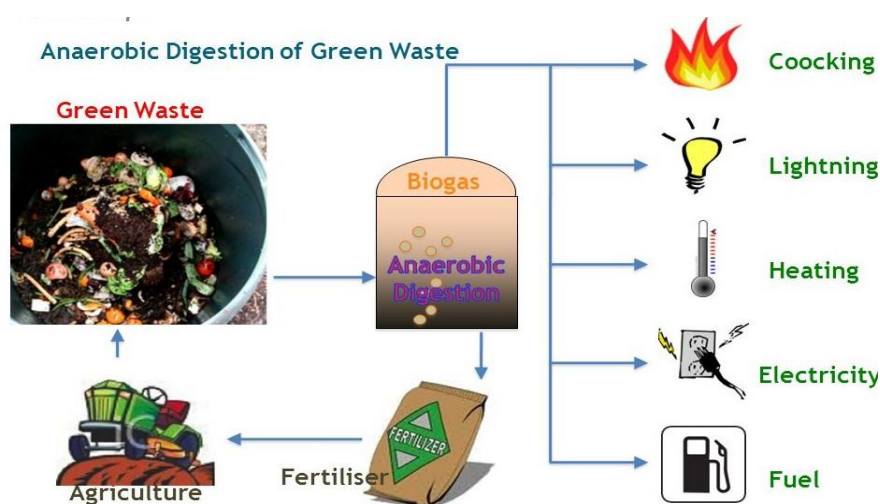 Anaerobic Digestion of Green Waste
Green Waste
Biogas
Anaerobic
Digestion
Coocking
Lightning
Heating
Electricity
Fuel
FERTILIZER
Fertiliser
Agriculture